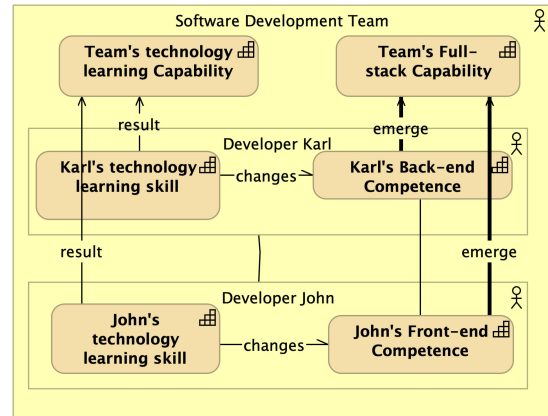 Software Development Team
Team's technology
learning Capability
Team's Full-
stack Capability
result
emerge
Developer Karl
Karl's technology
learning skill
changes
Karl's Back-end
Competence
result
emerge
Developer John
John's
technology
learning skill
changes
John's Front-end
Competence